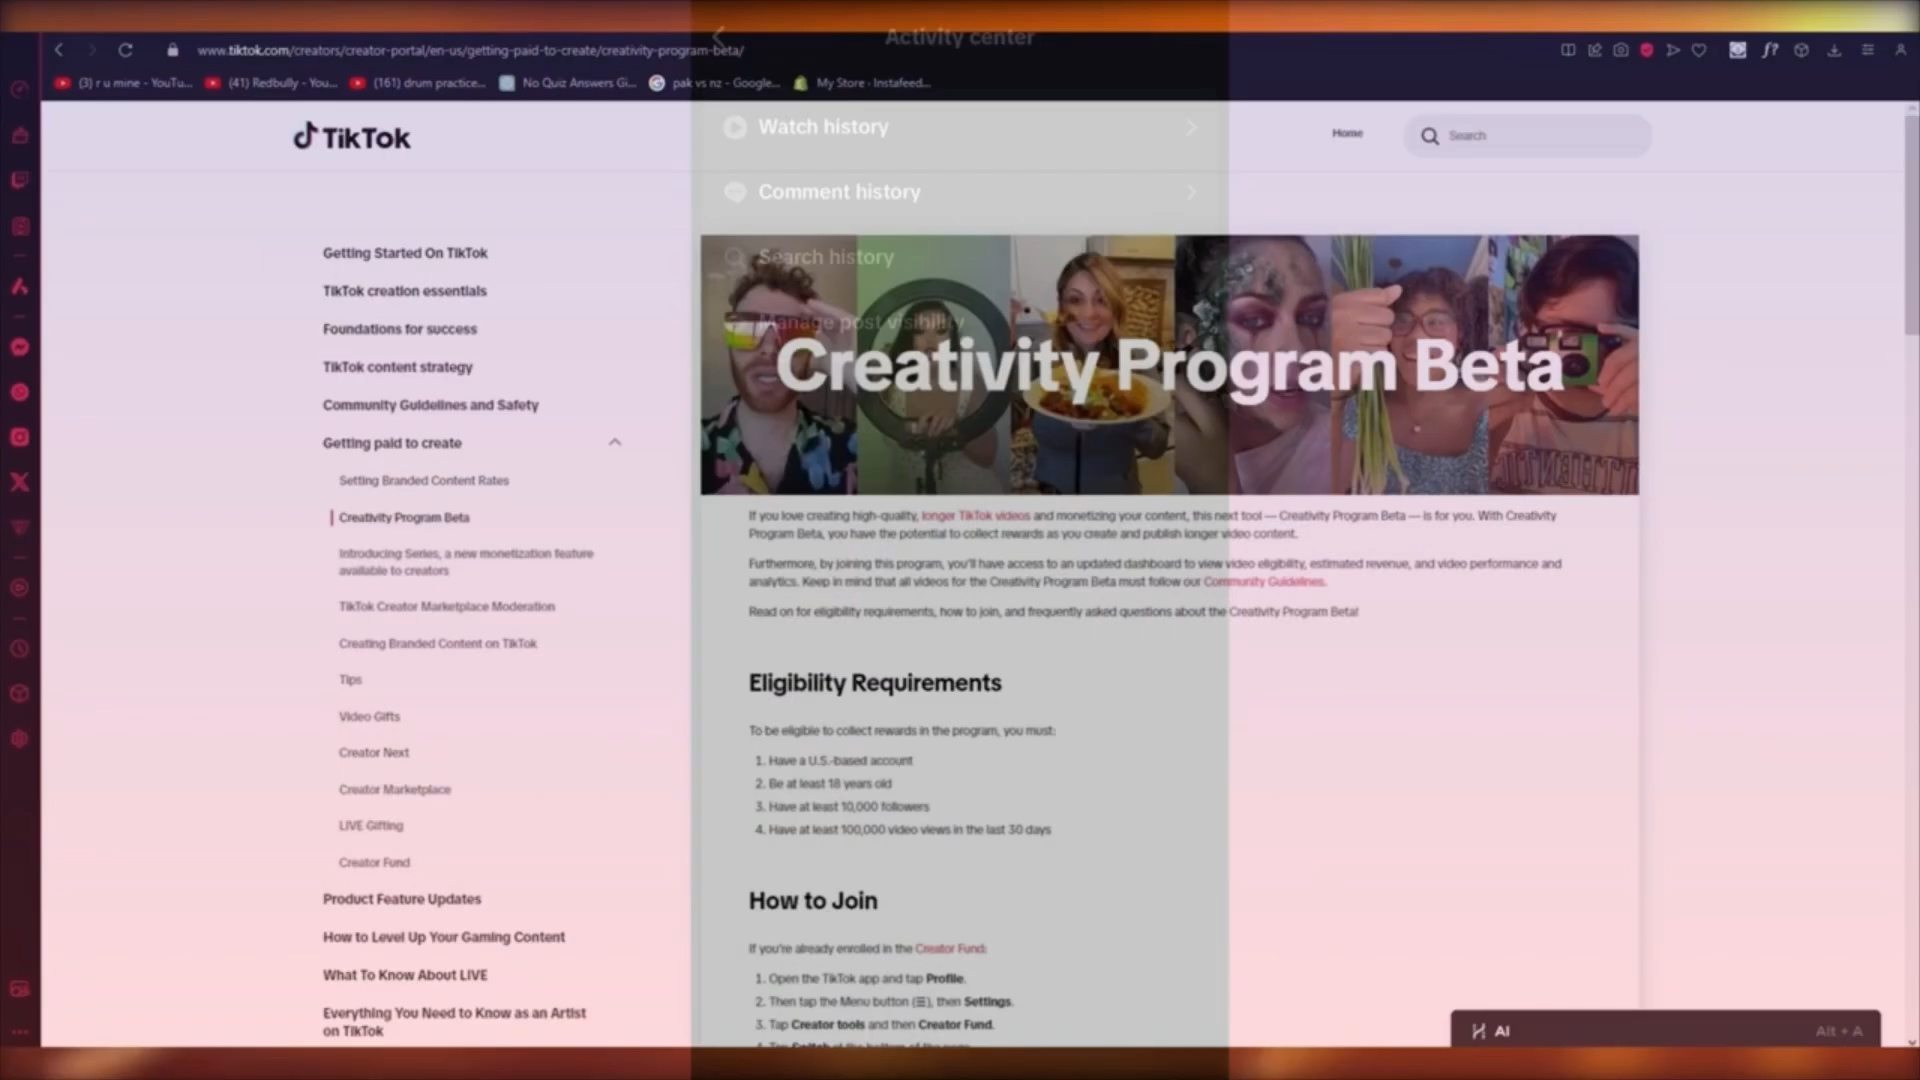 Activity center
www.tiktok.com/creators/creator-portal/en-us/getting-paid-to-create/creativity-program-beta/
(3) r u mine - YouTu...
(41) Redbully - You...
(161) drum practice...
No Quiz Answers Gi...
pak vs nz - Google...
My Store · Instafeed...
Watch history
TikTok
Home
Search
Comment history
Search history
Manage post visibility
Creativity Program Beta
Getting Started On TikTok
TikTok creation essentials
Foundations for success
TikTok content strategy
Community Guidelines and Safety
Getting paid to create
Setting Branded Content Rates
Creativity Program Beta
Introducing Series, a new monetization feature
available to creators
TikTok Creator Marketplace Moderation
Creating Branded Content on TikTok
Tips
Video Gifts
Creator Next
Creator Marketplace
LIVE Gifting
Creator Fund
Product Feature Updates
How to Level Up Your Gaming Content
What To Know About LIVE
Everything You Need to Know as an Artist
on TikTok
If you love creating high-quality, longer TikTok videos and monetizing your content, this next tool — Creativity Program Beta — is for you. With Creativity
Program Beta, you have the potential to collect rewards as you create and publish longer video content.
Furthermore, by joining this program, you'll have access to an updated dashboard to view video eligibility, estimated revenue, and video performance and
analytics. Keep in mind that all videos for the Creativity Program Beta must follow our Community Guidelines.
Read on for eligibility requirements, how to join, and frequently asked questions about the Creativity Program Beta!
Eligibility Requirements
To be eligible to collect rewards in the program, you must:
1. Have a U.S.-based account
2. Be at least 18 years old
3. Have at least 10,000 followers
4. Have at least 100,000 video views in the last 30 days
How to Join
If you're already enrolled in the Creator Fund:
1. Open the TikTok app and tap Profile.
2. Then tap the Menu button (☰), then Settings.
3. Tap Creator tools and then Creator Fund.
4. Tap Switch at the bottom of the page.
AI
Alt + A